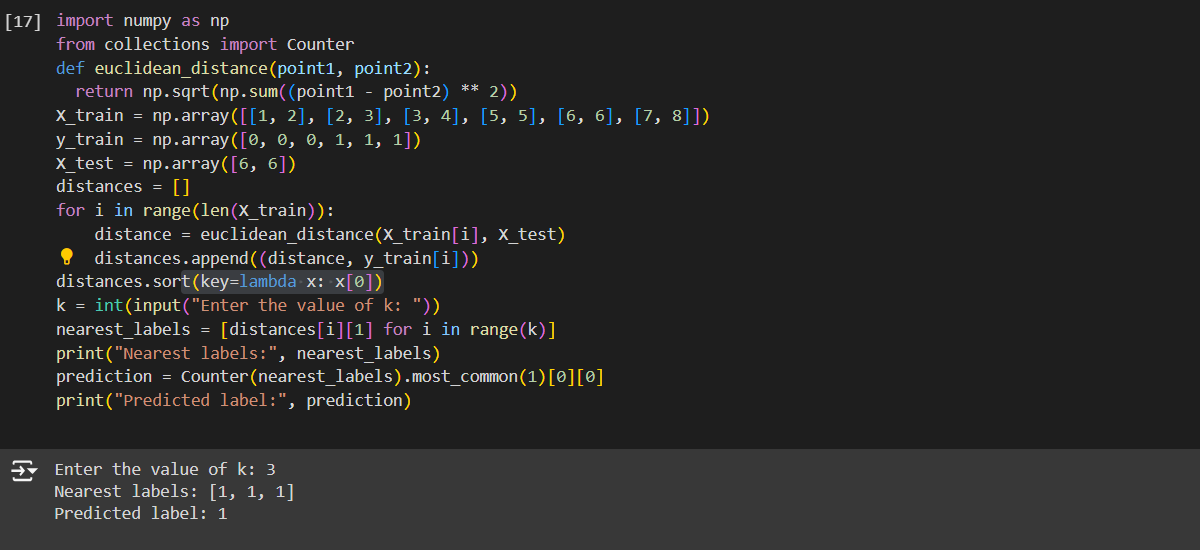 [17] import numpy as np
from collections import Counter
def euclidean_distance(point1, point2):
  return np.sqrt(np.sum((point1 - point2) ** 2))
X_train = np.array([[1, 2], [2, 3], [3, 4], [5, 5], [6, 6], [7, 8]])
y_train = np.array([0, 0, 0, 1, 1, 1])
X_test = np.array([6, 6])
distances = []
for i in range(len(X_train)):
    distance = euclidean_distance(X_train[i], X_test)
    distances.append((distance, y_train[i]))
distances.sort(key=lambda x: x[0])
k = int(input("Enter the value of k: "))
nearest_labels = [distances[i][1] for i in range(k)]
print("Nearest labels:", nearest_labels)
prediction = Counter(nearest_labels).most_common(1)[0][0]
print("Predicted label:", prediction)
Enter the value of k: 3
Nearest labels: [1, 1, 1]
Predicted label: 1